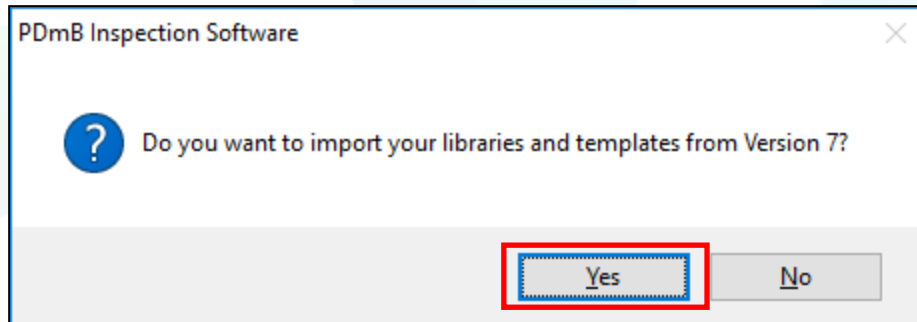 PDmB Inspection Software
?
Do you want to import your libraries and templates from Version 7?
Yes
No